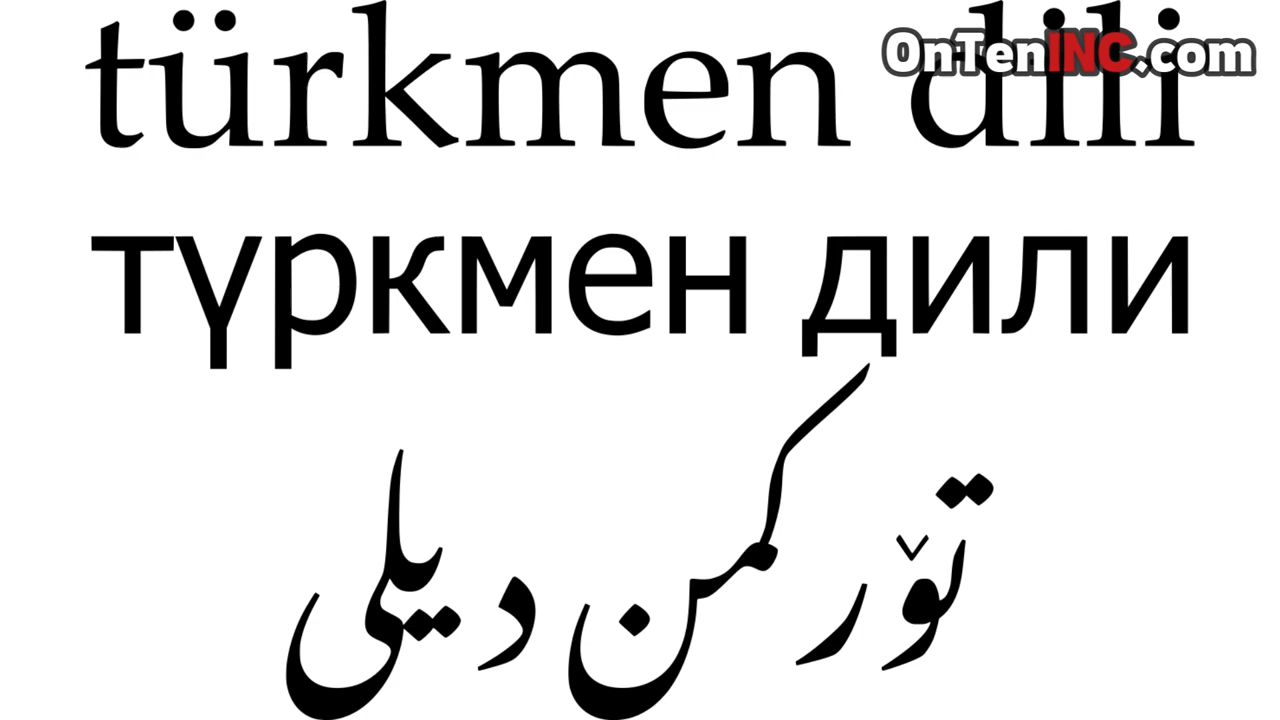 türkmen dili
OnTenINC.com
түркмен дили
تۆرکمن دیلی